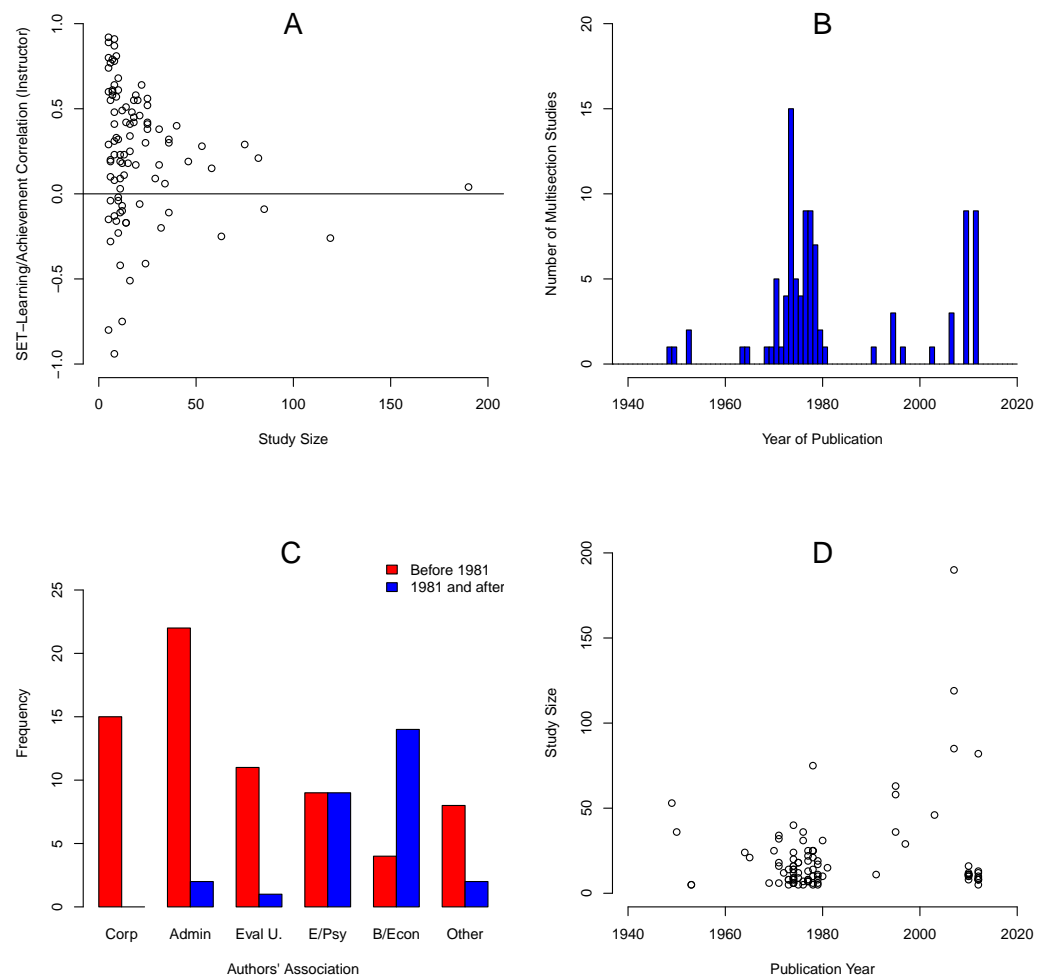 A
SET−Learning/Achievement Correlation (Instructor)
1.0
0.5
0.0
−0.5
−1.0
0 50 100 150 200
Study Size
B
Number of Multisection Studies
20
15
10
5
0
1940 1960 1980 2000 2020
Year of Publication
C
Before 1981
1981 and after
Frequency
25
20
15
10
5
0
Corp Admin Eval U. E/Psy B/Econ Other
Authors' Association
D
Study Size
200
150
100
50
0
1940 1960 1980 2000 2020
Publication Year